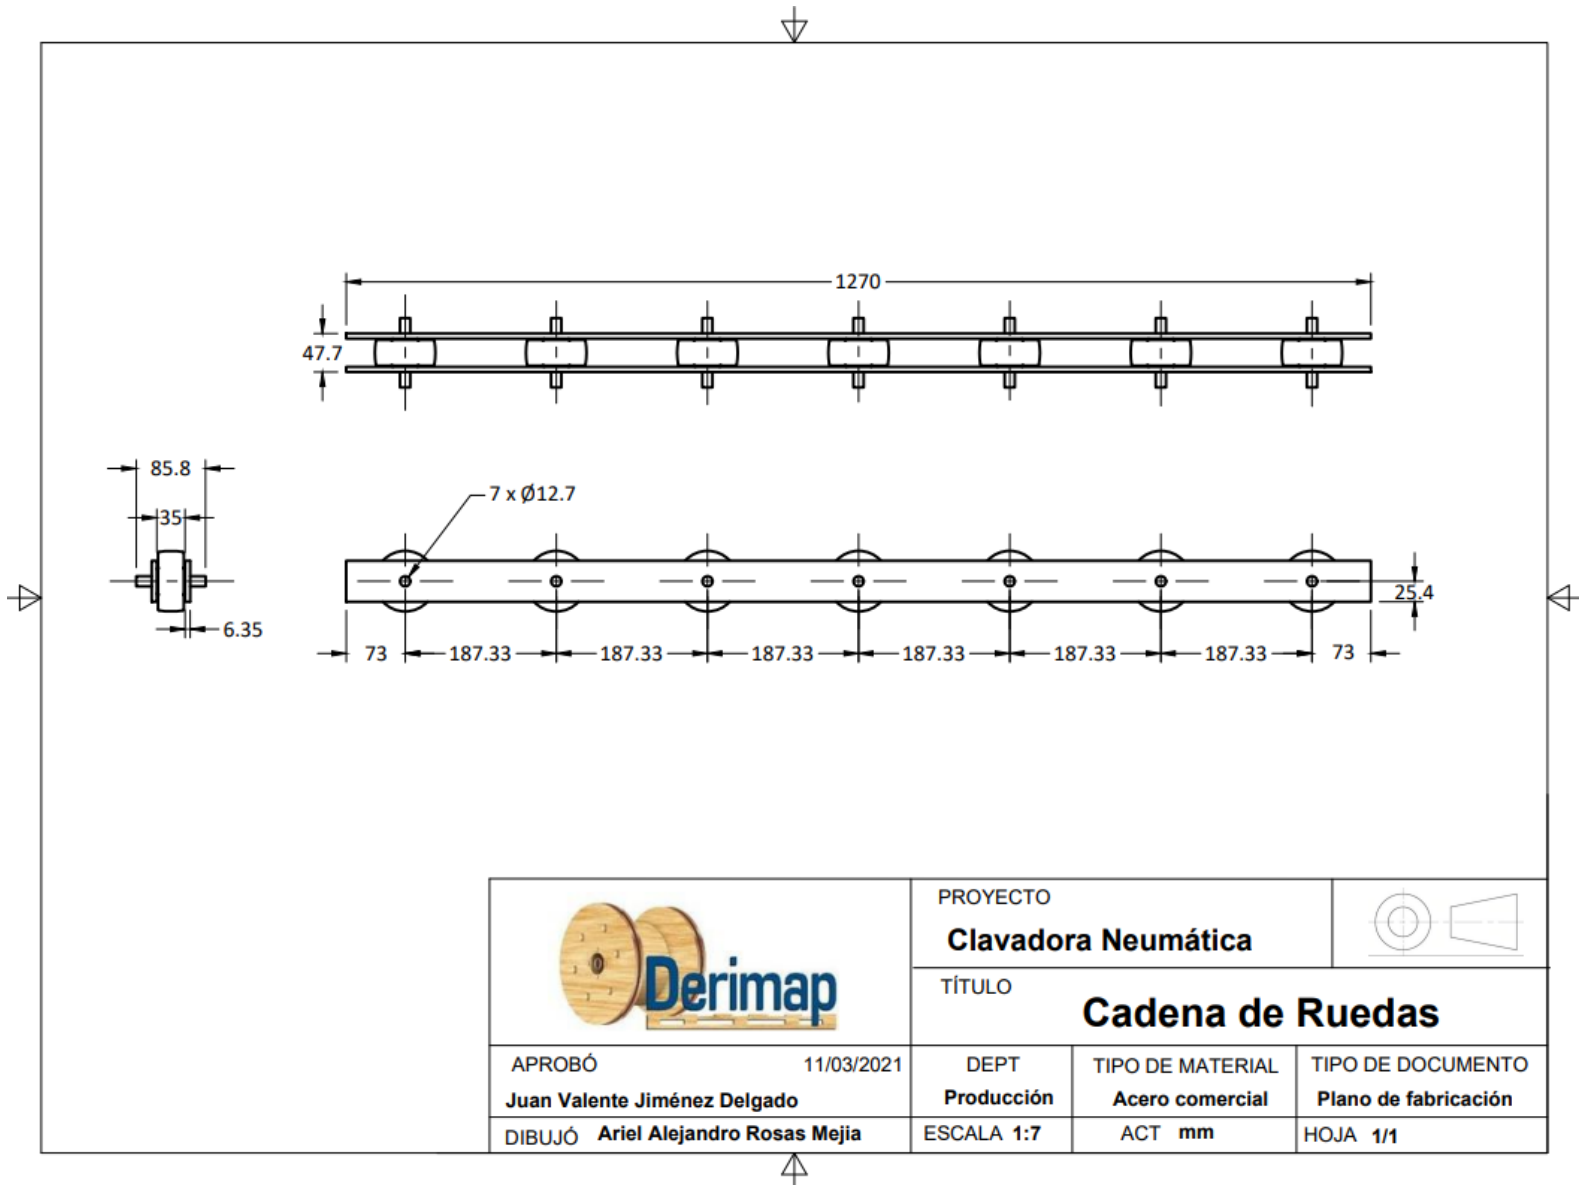 1270
47.7
85.8
35
7 x Ø12.7
6.35
25.4
73 187.33 187.33 187.33 187.33 187.33 187.33 73
Derimap
PROYECTO
Clavadora Neumática
TÍTULO
Cadena de Ruedas
APROBÓ 11/03/2021
Juan Valente Jiménez Delgado
DIBUJÓ Ariel Alejandro Rosas Mejia
DEPT
Producción
TIPO DE MATERIAL
Acero comercial
TIPO DE DOCUMENTO
Plano de fabricación
ESCALA 1:7
ACT mm
HOJA 1/1